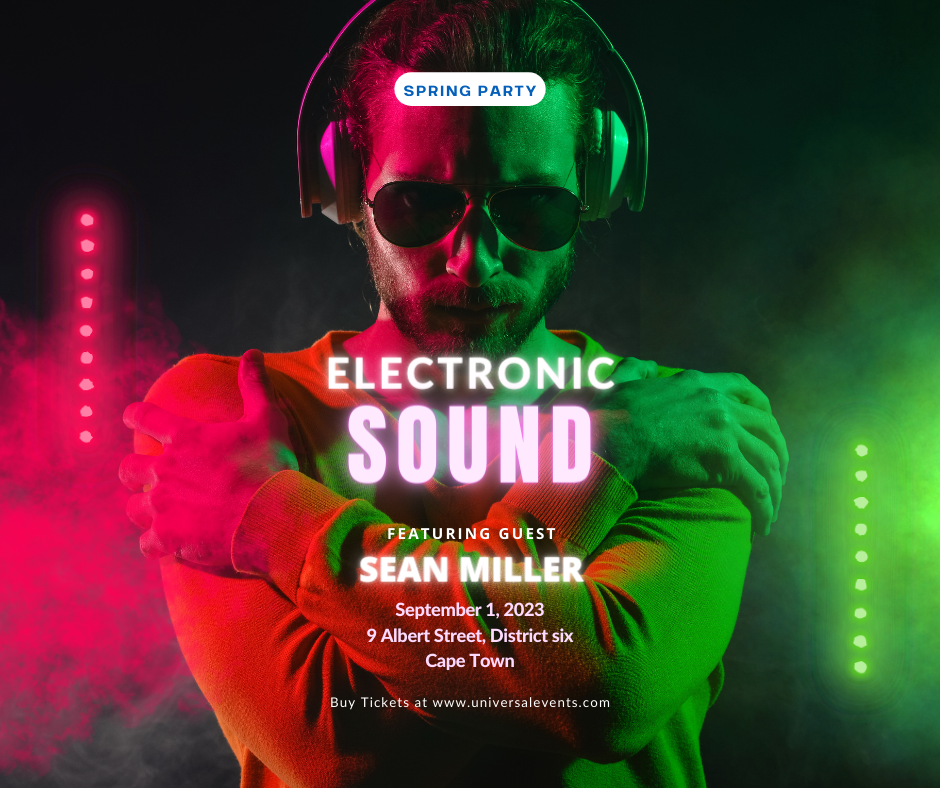 SPRING PARTY
ELECTRONIC
SOUND
FEATURING GUEST
SEAN MILLER
September 1, 2023
9 Albert Street, District six
Cape Town
Buy Tickets at www.universalevents.com